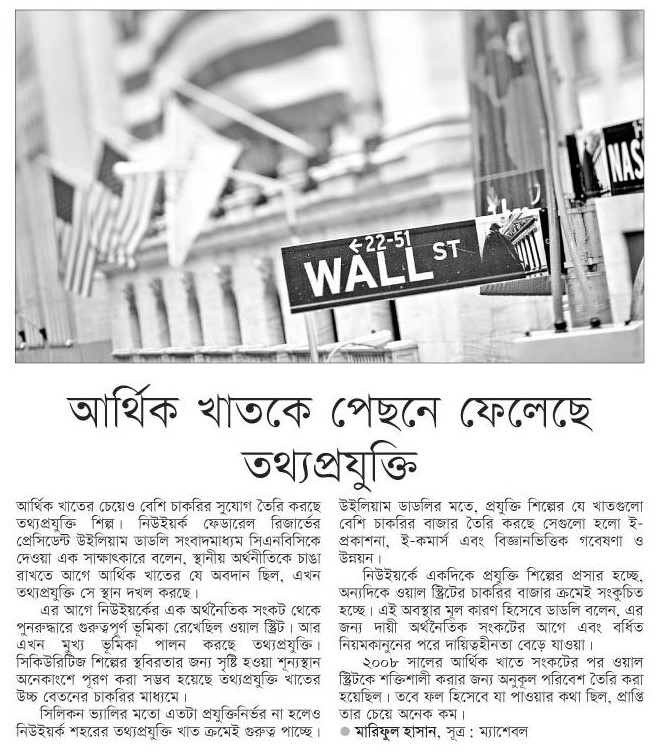 ←22-51
WALL ST
NAS
আর্থিক খাতকে পেছনে ফেলেছে
তথ্যপ্রযুক্তি
আর্থিক খাতের চেয়েও বেশি চাকরির সুযোগ তৈরি করছে
তথ্যপ্রযুক্তি শিল্প। নিউইয়র্ক ফেডারেল রিজার্ভের
প্রেসিডেন্ট উইলিয়াম ডাডলি সংবাদমাধ্যম সিএনবিসিকে
দেওয়া এক সাক্ষাৎকারে বলেন, স্থানীয় অর্থনীতিকে চাঙা
রাখতে আগে আর্থিক খাতের যে অবদান ছিল, এখন
তথ্যপ্রযুক্তি সে স্থান দখল করছে।
এর আগে নিউইয়র্কের এক অর্থনৈতিক সংকট থেকে
পুনরুদ্ধারে গুরুত্বপূর্ণ ভূমিকা রেখেছিল ওয়াল স্ট্রিট। আর
এখন মুখ্য ভূমিকা পালন করছে তথ্যপ্রযুক্তি।
সিকিউরিটিজ শিল্পের স্থবিরতার জন্য সৃষ্টি হওয়া শূন্যস্থান
অনেকাংশে পূরণ করা সম্ভব হয়েছে তথ্যপ্রযুক্তি খাতের
উচ্চ বেতনের চাকরির মাধ্যমে।
সিলিকন ভ্যালির মতো এতটা প্রযুক্তিনির্ভর না হলেও
নিউইয়র্ক শহরের তথ্যপ্রযুক্তি খাত ক্রমেই গুরুত্ব পাচ্ছে।
উইলিয়াম ডাডলির মতে, প্রযুক্তি শিল্পের যে খাতগুলো
বেশি চাকরির বাজার তৈরি করছে সেগুলো হলো ই-
প্রকাশনা, ই-কমার্স এবং বিজ্ঞানভিত্তিক গবেষণা ও
উন্নয়ন।
নিউইয়র্কে একদিকে প্রযুক্তি শিল্পের প্রসার হচ্ছে,
অন্যদিকে ওয়াল স্ট্রিটের চাকরির বাজার ক্রমেই সংকুচিত
হচ্ছে। এই অবস্থার মূল কারণ হিসেবে ডাডলি বলেন, এর
জন্য দায়ী অর্থনৈতিক সংকটের আগে এবং বর্ধিত
নিয়মকানুনের পরে দায়িত্বহীনতা বেড়ে যাওয়া।
২০০৮ সালের আর্থিক খাতে সংকটের পর ওয়াল
স্ট্রিটকে শক্তিশালী করার জন্য অনুকূল পরিবেশ তৈরি করা
হয়েছিল। তবে ফল হিসেবে যা পাওয়ার কথা ছিল, প্রাপ্তি
তার চেয়ে অনেক কম।
● মারিফুল হাসান, সূত্র : ম্যাশেবল